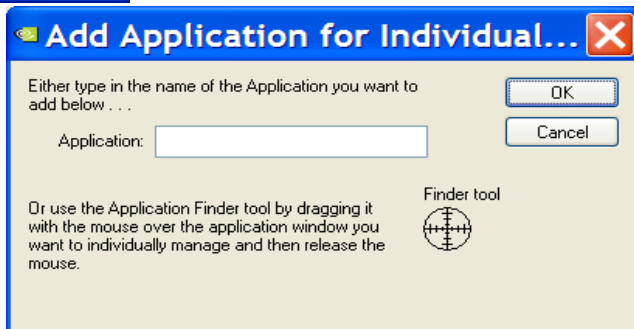 Add Application for Individual...
Either type in the name of the Application you want to
add below . . .
OK
Application:
Cancel
Finder tool
Or use the Application Finder tool by dragging it
with the mouse over the application window you
want to individually manage and then release the
mouse.